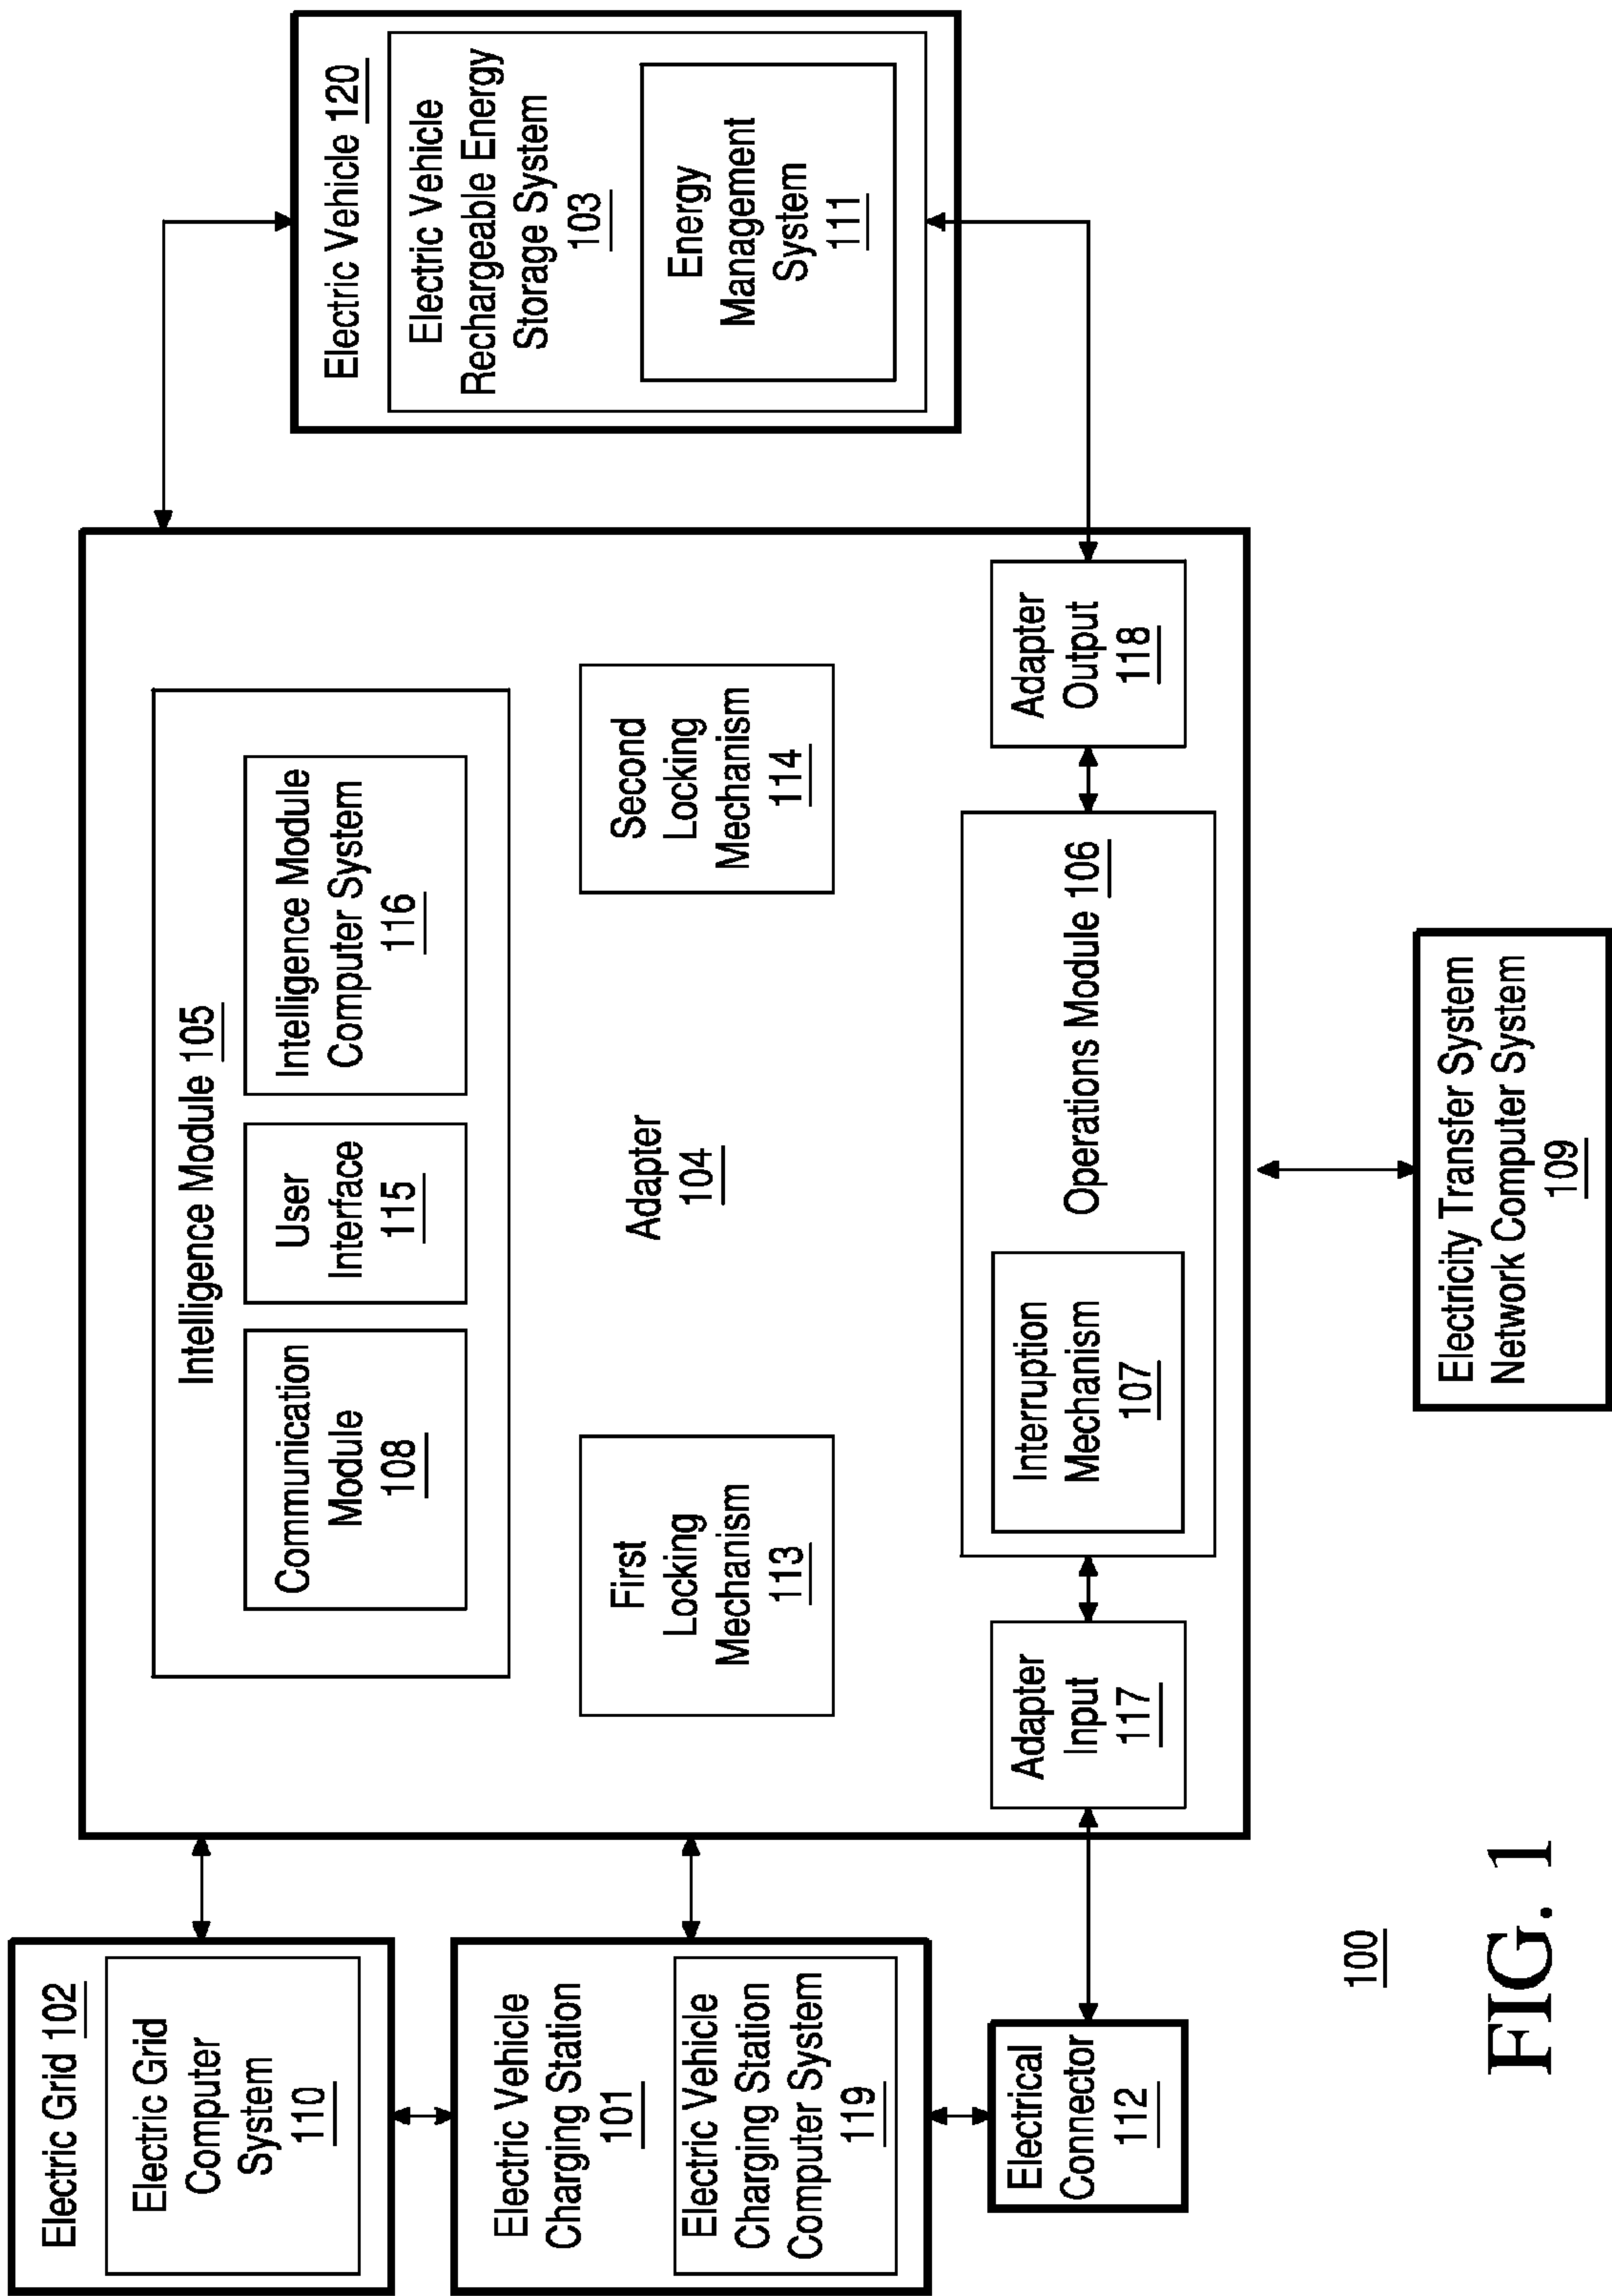 Electric Grid 102
Electric Grid
Computer
System
110
Electric Vehicle
Charging Station
101
Electric Vehicle
Charging Station
Computer System
119
Electrical
Connector
112
Intelligence Module 105
Communication
Module
108
User
Interface
115
Intelligence Module
Computer System
116
First
Locking
Mechanism
113
Adapter
104
Second
Locking
Mechanism
114
Adapter
Input
117
Interruption
Mechanism
107
Operations Module 106
Adapter
Output
118
Electric Vehicle 120
Electric Vehicle
Rechargeable Energy
Storage System
103
Energy
Management
System
111
Electricity Transfer System
Network Computer System
109
100
FIG. 1